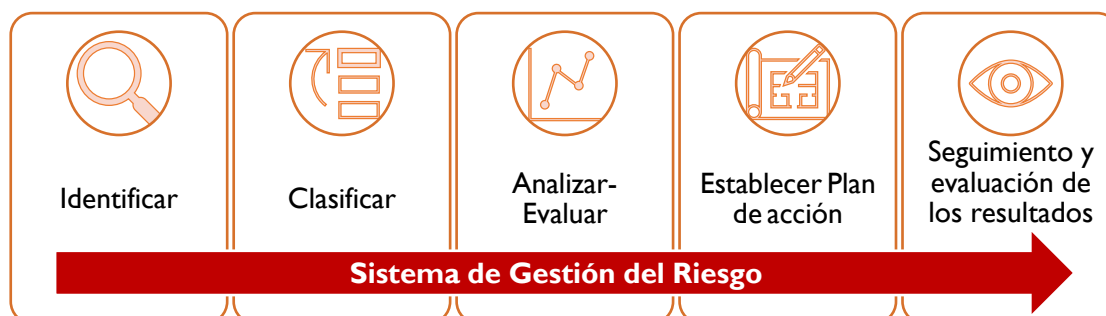 Identificar
Clasificar
Analizar-
Evaluar
Establecer Plan
de acción
Seguimiento y
evaluación de
los resultados
Sistema de Gestión del Riesgo